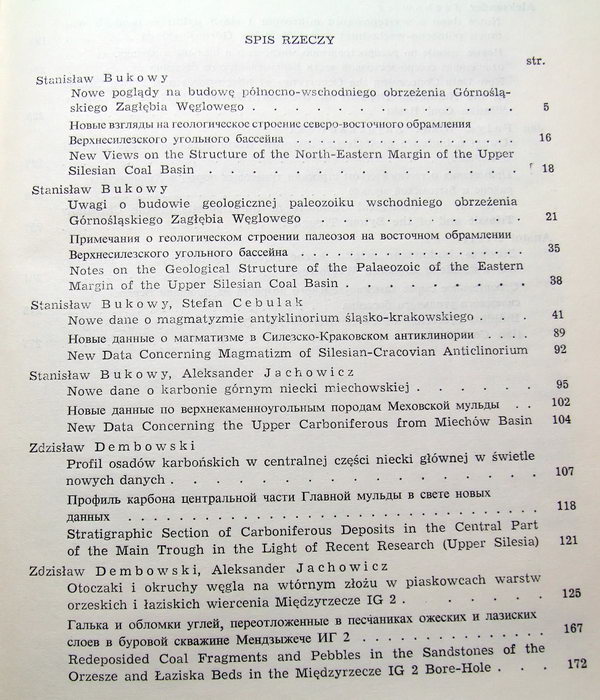 SPIS RZECZY
str.
Stanisław Bukowy
Nowe poglądy na budowę północno-wschodniego obrzeżenia Górnoślą-
skiego Zagłębia Węglowego . . . . . . . . . . . . 5
Новые взгляды на геологическое строение северо-восточного обрамления
Верхнесилезского угольного бассейна . . . . . . . . . . 16
New Views on the Structure of the North-Eastern Margin of the Upper
Silesian Coal Basin . . . . . . . . . . . . . . 18
Stanisław Bukowy
Uwagi o budowie geologicznej paleozoiku wschodniego obrzeżenia
Górnośląskiego Zagłębia Węglowego . . . . . . . . . 21
Примечания о геологическом строении палеозоя на восточном обрамлении
Верхнесилезского угольного бассейна . . . . . . . . . . 35
Notes on the Geological Structure of the Palaeozoic of the Eastern
Margin of the Upper Silesian Coal Basin . . . . . . . . 38
Stanisław Bukowy, Stefan Cebulak
Nowe dane o magmatyzmie antyklinorium śląsko-krakowskiego . . . 41
Новые данные о магматизме в Силезско-Краковском антиклинории . . . 89
New Data Concerning Magmatizm of Silesian-Cracovian Anticlinorium 92
Stanisław Bukowy, Aleksander Jachowicz
Nowe dane o karbonie górnym niecki miechowskiej . . . . . 95
Новые данные по верхнекаменноугольным породам Меховской мульды . . 102
New Data Concerning the Upper Carboniferous from Miechów Basin 104
Zdzisław Dembowski
Profil osadów karbońskich w centralnej części niecki głównej w świetle
nowych danych . . . . . . . . . . . . . . . 107
Профиль карбона центральной части Главной мульды в свете новых
данных . . . . . . . . . . . . . . . . . 118
Stratigraphic Section of Carboniferous Deposits in the Central Part
of the Main Trough in the Light of Recent Research (Upper Silesia) 121
Zdzisław Dembowski, Aleksander Jachowicz
Otoczaki i okruchy węgla na wtórnym złożu w piaskowcach warstw
orzeskich i łaziskich wiercenia Międzyrzecze IG 2 . . . . . . 125
Галька и обломки углей, переотложенные в песчаниках ожеских и лазиских
слоев в буровой скважине Мендзыжече ИГ 2 . . . . . . . . 167
Redeposided Coal Fragments and Pebbles in the Sandstones of the
Orzesze and Łaziska Beds in the Międzyrzecze IG 2 Bore-Hole . . . 172